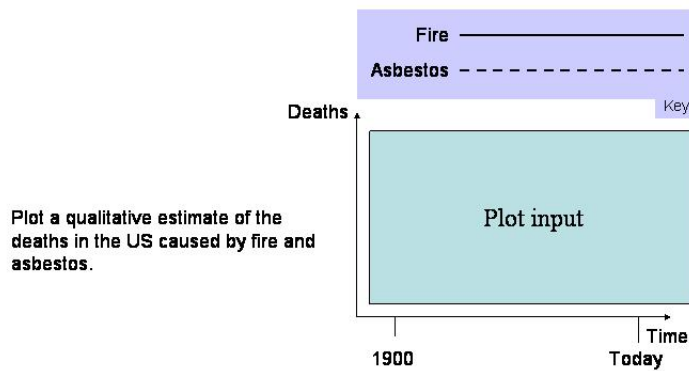 Fire
Asbestos
Key
Deaths
Plot a qualitative estimate of the
deaths in the US caused by fire and
asbestos.
Plot input
Time
1900
Today